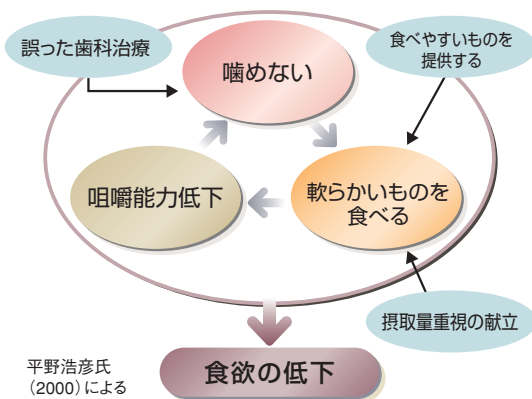 誤った歯科治療
食べやすいものを
提供する
噛めない
咀嚼能力低下
軟らかいものを
食べる
摂取量重視の献立
食欲の低下
平野浩彦氏
(2000)による